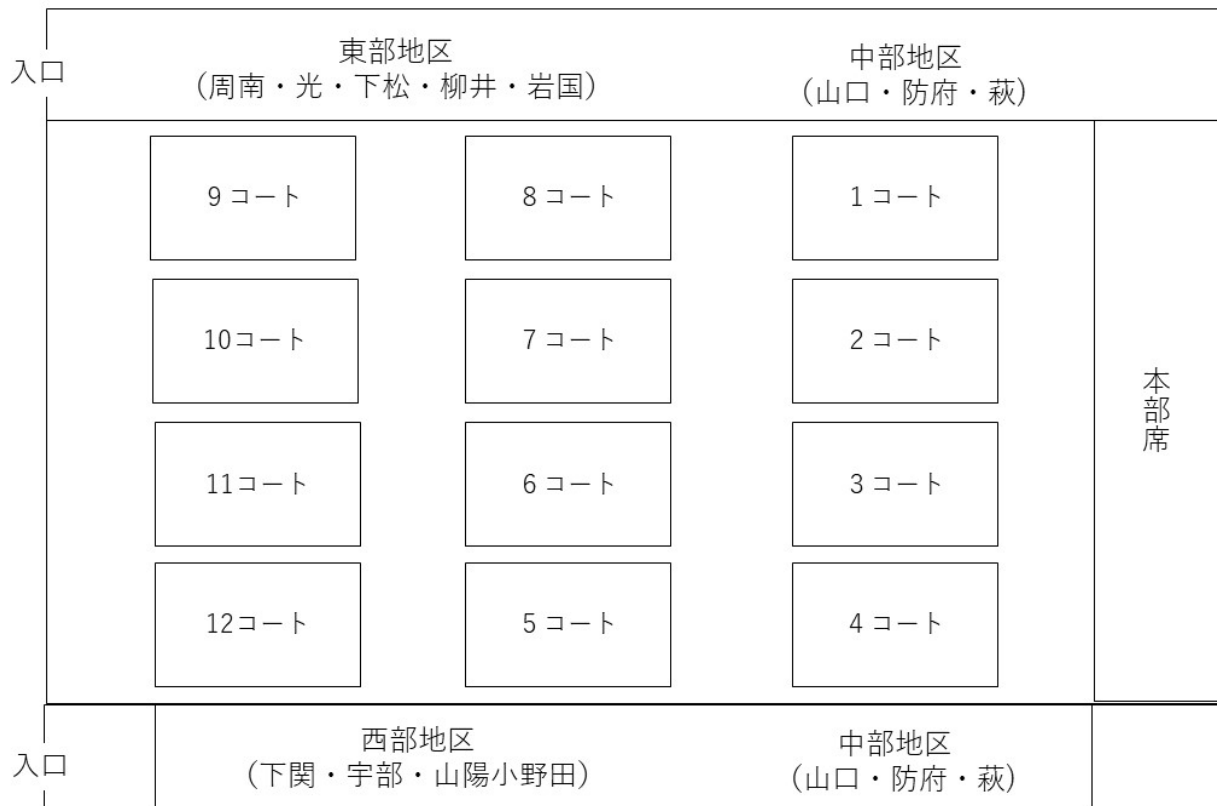 東部地区
(周南・光・下松・柳井・岩国)
中部地区
(山口・防府・萩)
入口
9コート
8コート
1コート
10コート
7コート
2コート
本部席
11コート
6コート
3コート
12コート
5コート
4コート
西部地区
(下関・宇部・山陽小野田)
中部地区
(山口・防府・萩)
入口